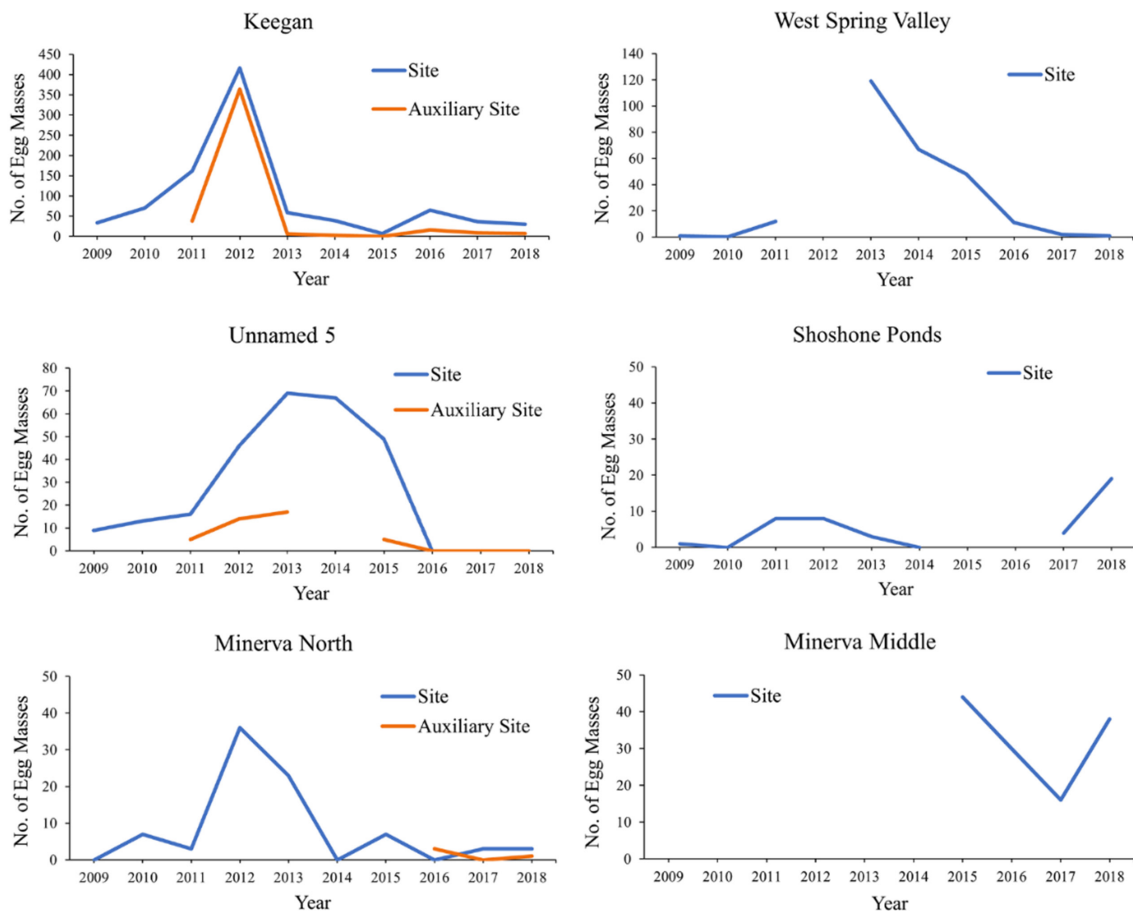 Keegan
No. of Egg Masses
450
400
350
300
250
200
150
100
50
0
Site
Auxiliary Site
2009 2010 2011 2012 2013 2014 2015 2016 2017 2018
Year
West Spring Valley
No. of Egg Masses
140
120
100
80
60
40
20
0
Site
2009 2010 2011 2012 2013 2014 2015 2016 2017 2018
Year
Unnamed 5
No. of Egg Masses
80
70
60
50
40
30
20
10
0
Site
Auxiliary Site
2009 2010 2011 2012 2013 2014 2015 2016 2017 2018
Year
Shoshone Ponds
No. of Egg Masses
50
40
30
20
10
0
Site
2009 2010 2011 2012 2013 2014 2015 2016 2017 2018
Year
Minerva North
No. of Egg Masses
50
40
30
20
10
0
Site
Auxiliary Site
2009 2010 2011 2012 2013 2014 2015 2016 2017 2018
Year
Minerva Middle
No. of Egg Masses
50
40
30
20
10
0
Site
2009 2010 2011 2012 2013 2014 2015 2016 2017 2018
Year